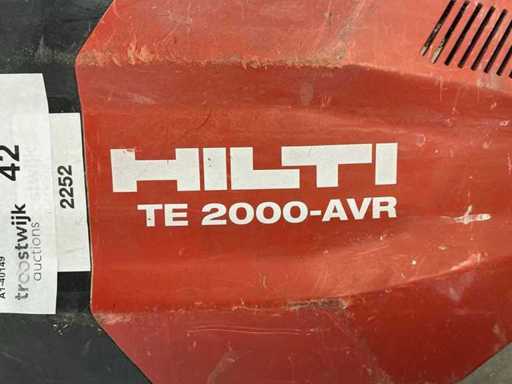 HILTI
TE 2000-AVR
A1-40149
42
troostwijk
auctions
2252